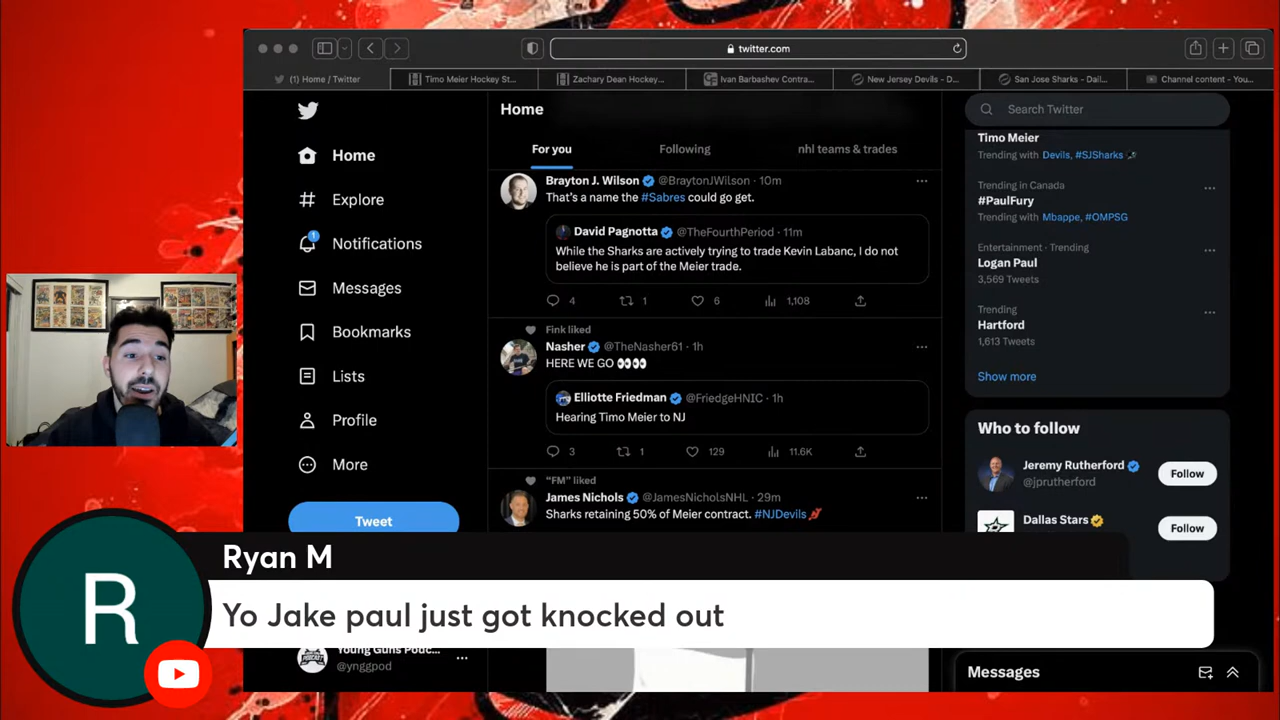 twitter.com
(1) Home / Twitter
Timo Meier Hockey St...
Zachary Dean Hockey...
Ivan Barbashev Contra...
New Jersey Devils - D...
San Jose Sharks - Dail...
Channel content - You...
Home
Explore
Notifications
1
Messages
Bookmarks
Lists
Profile
More
Tweet
Home
For you
Following
nhl teams & trades
Brayton J. Wilson @BraytonJWilson · 10m
That's a name the #Sabres could go get.
David Pagnotta @TheFourthPeriod · 11m
While the Sharks are actively trying to trade Kevin Labanc, I do not
believe he is part of the Meier trade.
4 1 6 1,108
Fink liked
Nasher @TheNasher61 · 1h
HERE WE GO 👀👀
Elliotte Friedman @FriedgeHNIC · 1h
Hearing Timo Meier to NJ
3 1 129 11.6K
"FM" liked
James Nichols @JamesNicholsNHL · 29m
Sharks retaining 50% of Meier contract. #NJDevils
Search Twitter
Timo Meier
Trending with Devils, #SJSharks
Trending in Canada
#PaulFury
Trending with Mbappe, #OMPSG
Entertainment · Trending
Logan Paul
3,569 Tweets
Trending
Hartford
1,613 Tweets
Show more
Who to follow
Jeremy Rutherford
@jprutherford
Follow
Dallas Stars
Follow
R
Ryan M
Yo Jake paul just got knocked out
Young Guns Podc...
@ynggpod
Messages